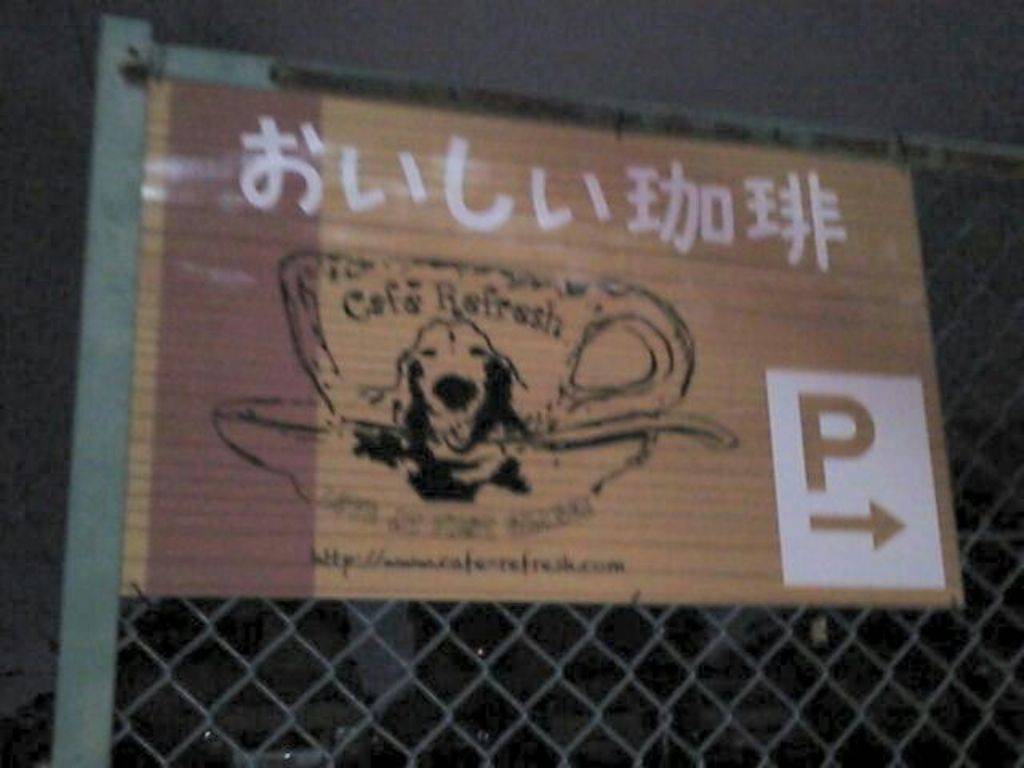 おいしい珈琲
Café Refresh
http://www.cafe-refresh.com
P